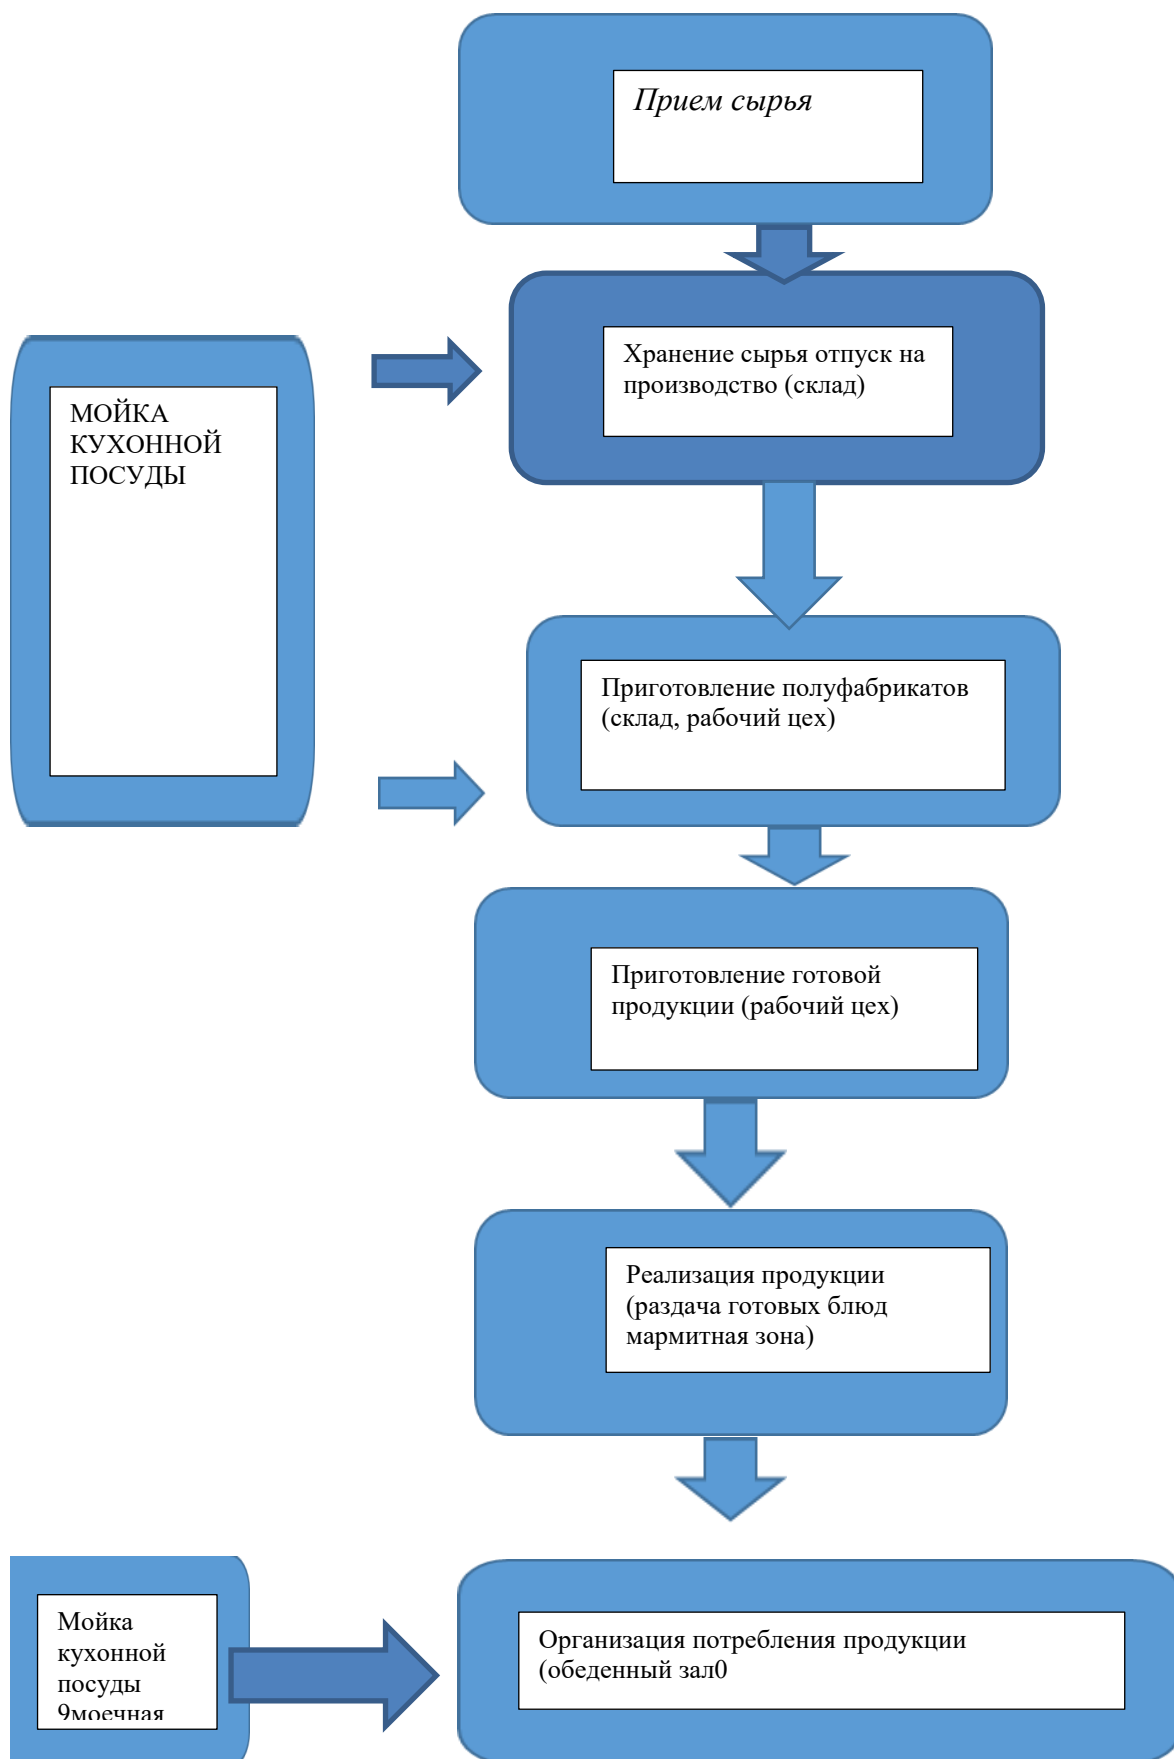 Прием сырья
Хранение сырья отпуск на
производство (склад)
МОЙКА
КУХОННОЙ
ПОСУДЫ
Приготовление полуфабрикатов
(склад, рабочий цех)
Приготовление готовой
продукции (рабочий цех)
Реализация продукции
(раздача готовых блюд
мармитная зона)
Мойка
кухонной
посуды
9моечная
Организация потребления продукции
(обеденный зал0